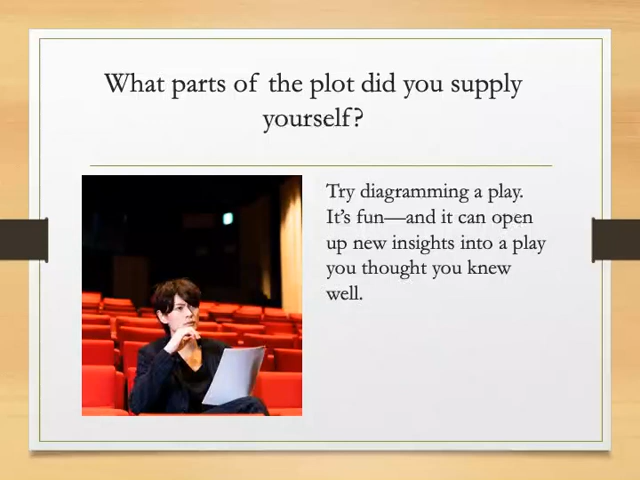 What parts of the plot did you supply
yourself?
Try diagramming a play.
It’s fun—and it can open
up new insights into a play
you thought you knew
well.